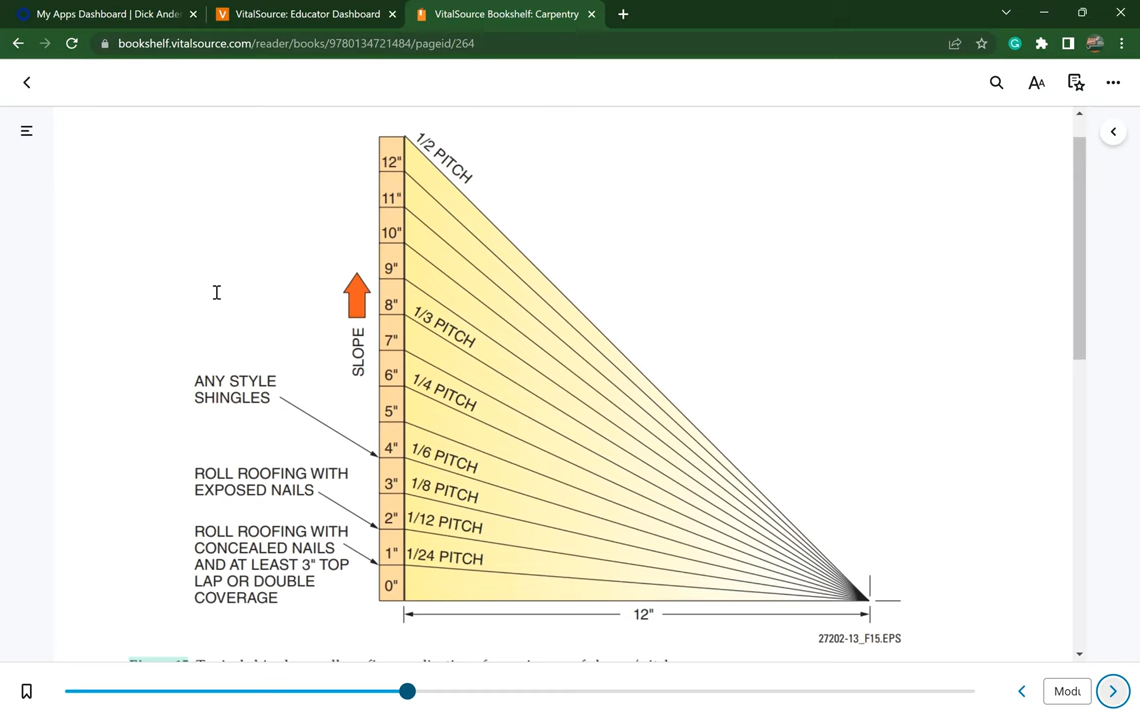 My Apps Dashboard | Dick Ander
VitalSource: Educator Dashboard
VitalSource Bookshelf: Carpentry
bookshelf.vitalsource.com/reader/books/9780134721484/pageid/264
AA
1/2 PITCH
12"
11"
10"
9"
8"
1/3 PITCH
7"
SLOPE
6"
1/4 PITCH
ANY STYLE
SHINGLES
5"
4"
1/6 PITCH
ROLL ROOFING WITH
EXPOSED NAILS
3"
1/8 PITCH
2"
1/12 PITCH
ROLL ROOFING WITH
CONCEALED NAILS
AND AT LEAST 3" TOP
LAP OR DOUBLE
COVERAGE
1"
1/24 PITCH
0"
12"
27202-13_F15.EPS
Modu